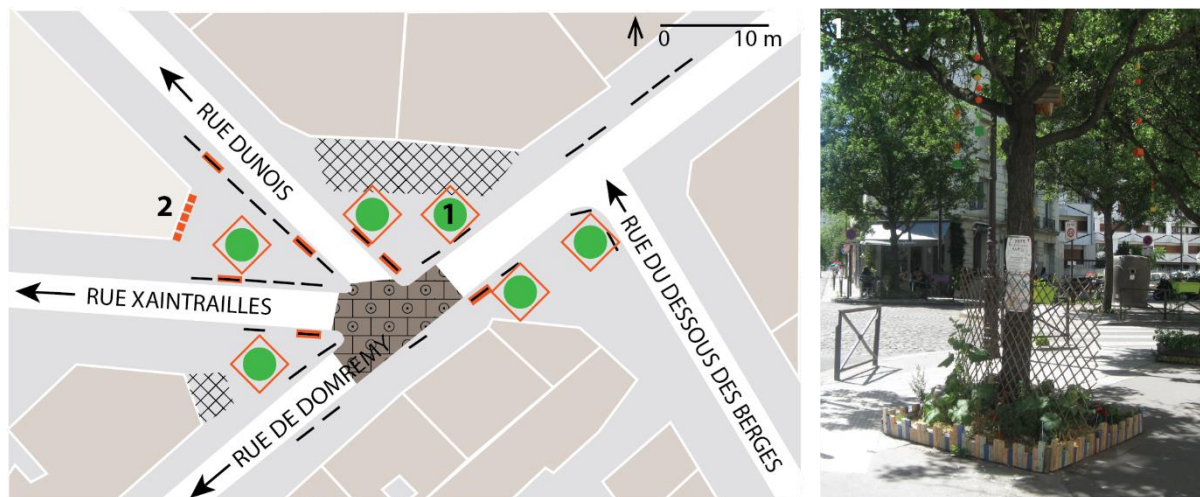 0 10 m
RUE DUNOIS
1
2
RUE XAINTRAILLES
RUE DE DOMREMY
RUE DU DESSOUS DES BERGES
1